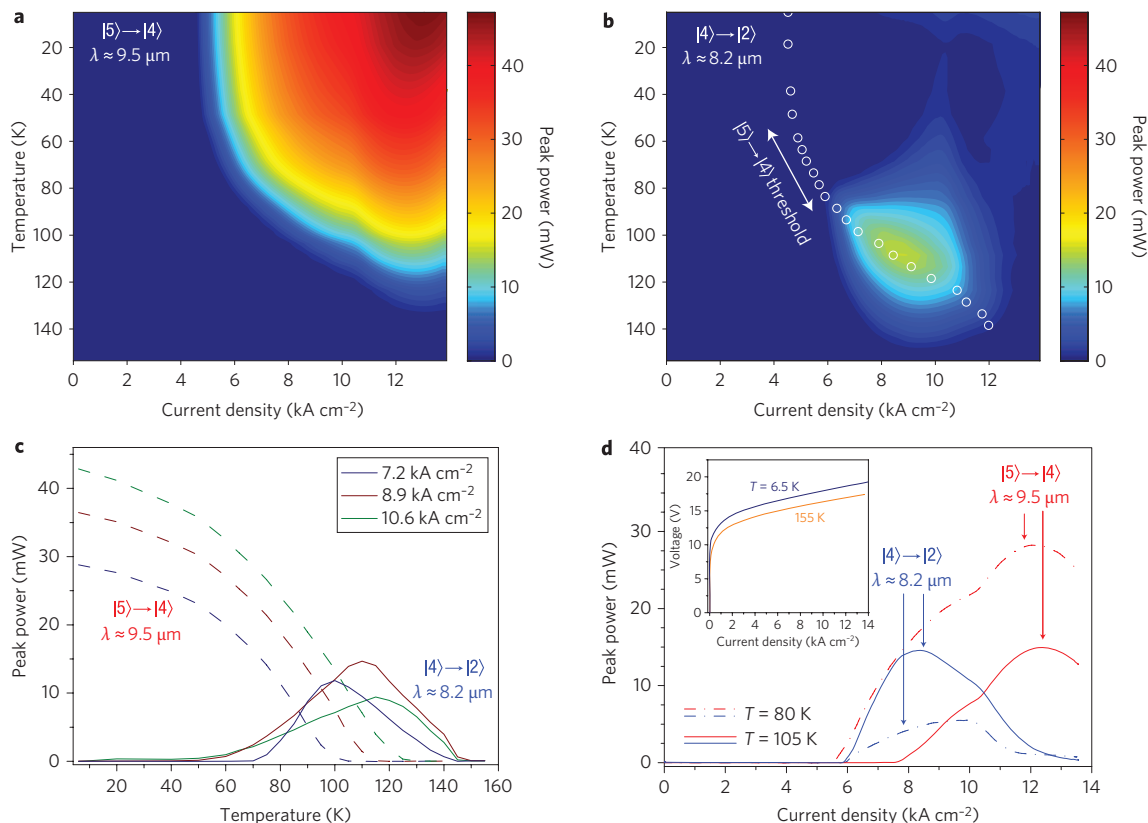 a
|5⟩→|4⟩
λ ≈ 9.5 μm
20
40
60
80
100
120
140
Temperature (K)
0
2
4
6
8
10
12
Current density (kA cm⁻²)
40
30
20
10
0
Peak power (mW)
b
|4⟩→|2⟩
λ ≈ 8.2 μm
|5⟩→|4⟩ threshold
20
40
60
80
100
120
140
Temperature (K)
0
2
4
6
8
10
12
Current density (kA cm⁻²)
40
30
20
10
0
Peak power (mW)
c
7.2 kA cm⁻²
8.9 kA cm⁻²
10.6 kA cm⁻²
|5⟩→|4⟩
λ ≈ 9.5 μm
|4⟩→|2⟩
λ ≈ 8.2 μm
40
30
20
10
0
Peak power (mW)
0
20
40
60
80
100
120
140
160
Temperature (K)
d
|5⟩→|4⟩
λ ≈ 9.5 μm
|4⟩→|2⟩
λ ≈ 8.2 μm
T = 80 K
T = 105 K
40
30
20
10
0
Peak power (mW)
0
2
4
6
8
10
12
14
Current density (kA cm⁻²)
T = 6.5 K
155 K
20
15
10
5
0
Voltage (V)
0
2
4
6
8
10
12
14
Current density (kA cm⁻²)